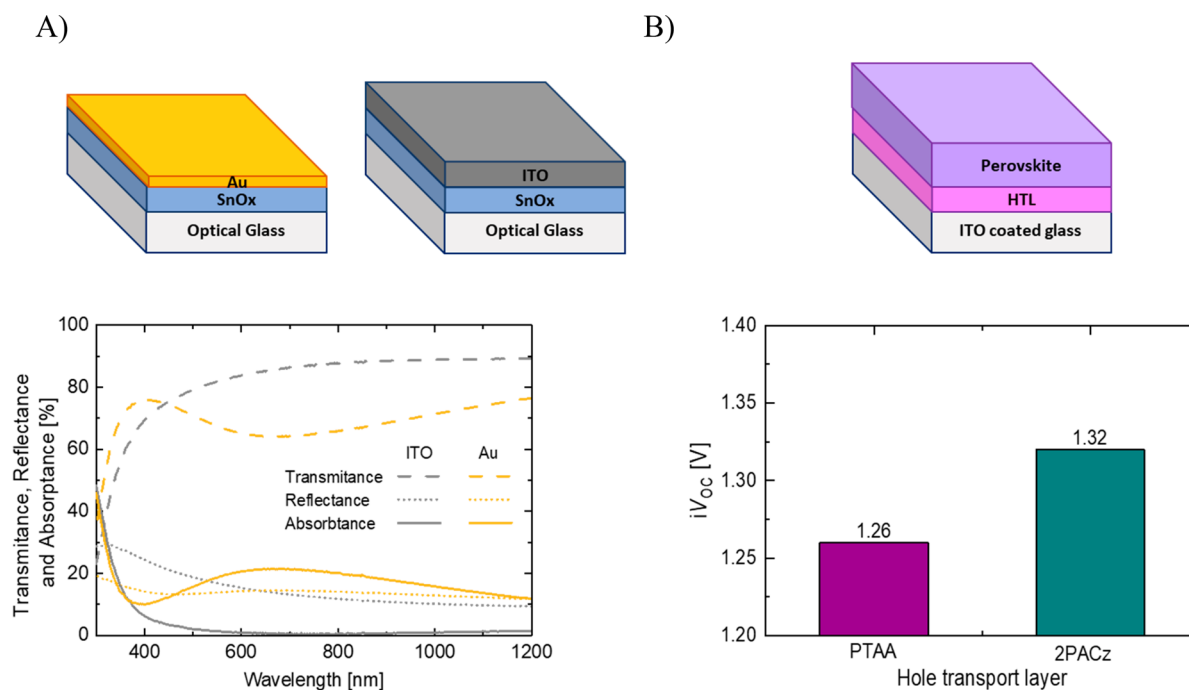 A)
B)
Au
SnOx
Optical Glass
ITO
SnOx
Optical Glass
Perovskite
HTL
ITO coated glass
Transmitance, Reflectance
and Absorptance [%]
100
80
60
40
20
0
400
600
800
1000
1200
Wavelength [nm]
ITO
Au
Transmitance
Reflectance
Absorbtance
iVOC [V]
1.40
1.35
1.30
1.25
1.20
1.26
1.32
PTAA
2PACz
Hole transport layer